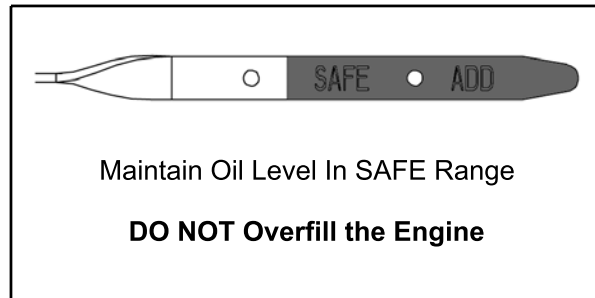 SAFE ADD
Maintain Oil Level In SAFE Range
DO NOT Overfill the Engine